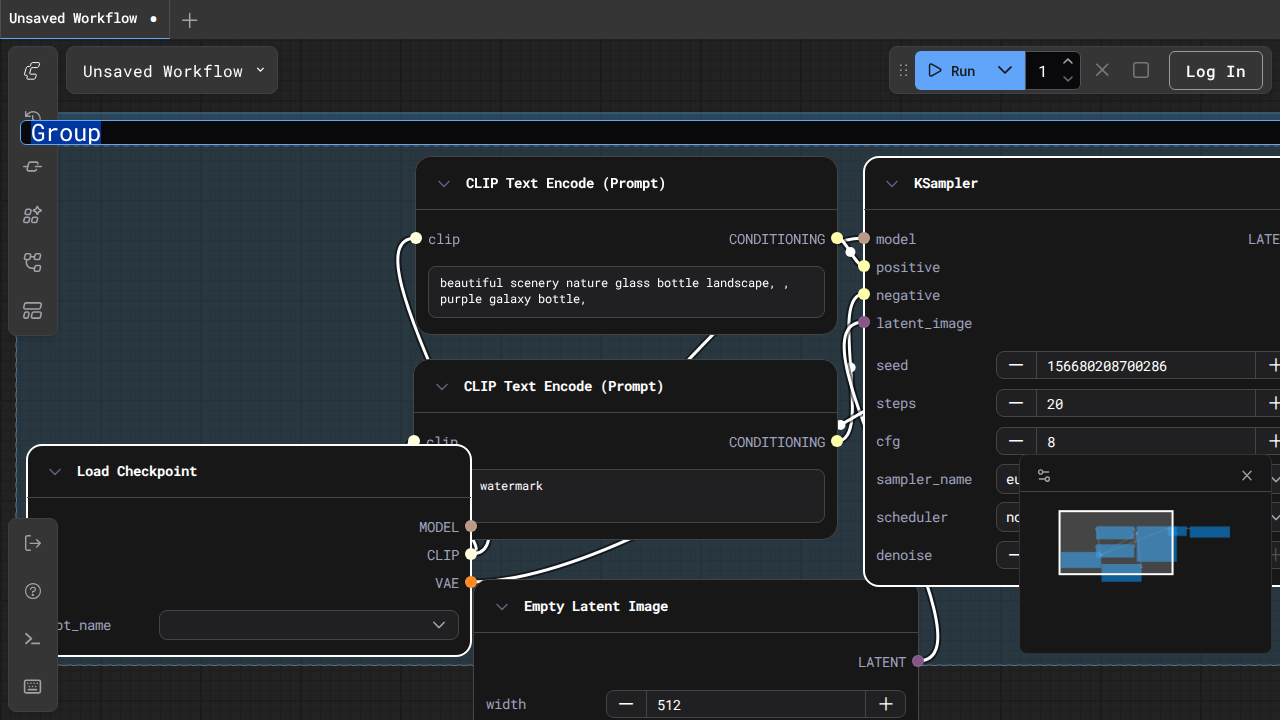 Unsaved Workflow
Unsaved Workflow
Run
1
Log In
Group
CLIP Text Encode (Prompt)
clip
CONDITIONING
beautiful scenery nature glass bottle landscape, ,
purple galaxy bottle,
KSampler
model
LATE
positive
negative
latent_image
seed
156680208700286
steps
20
cfg
8
sampler_name
eu
scheduler
no
denoise
CLIP Text Encode (Prompt)
clip
CONDITIONING
watermark
Load Checkpoint
MODEL
CLIP
VAE
pt_name
Empty Latent Image
LATENT
width
512